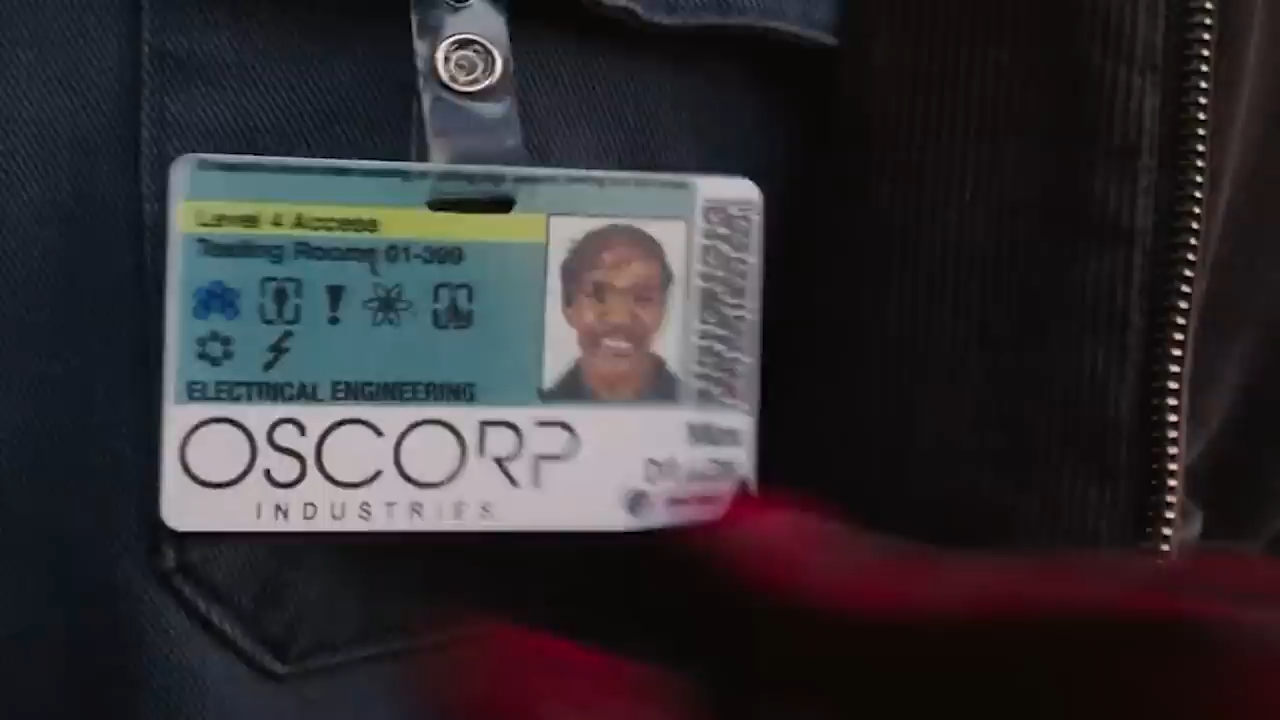 Level 4 Access
Testing Rooms 01-399
ELECTRICAL ENGINEERING
OSCORP
INDUSTRIES